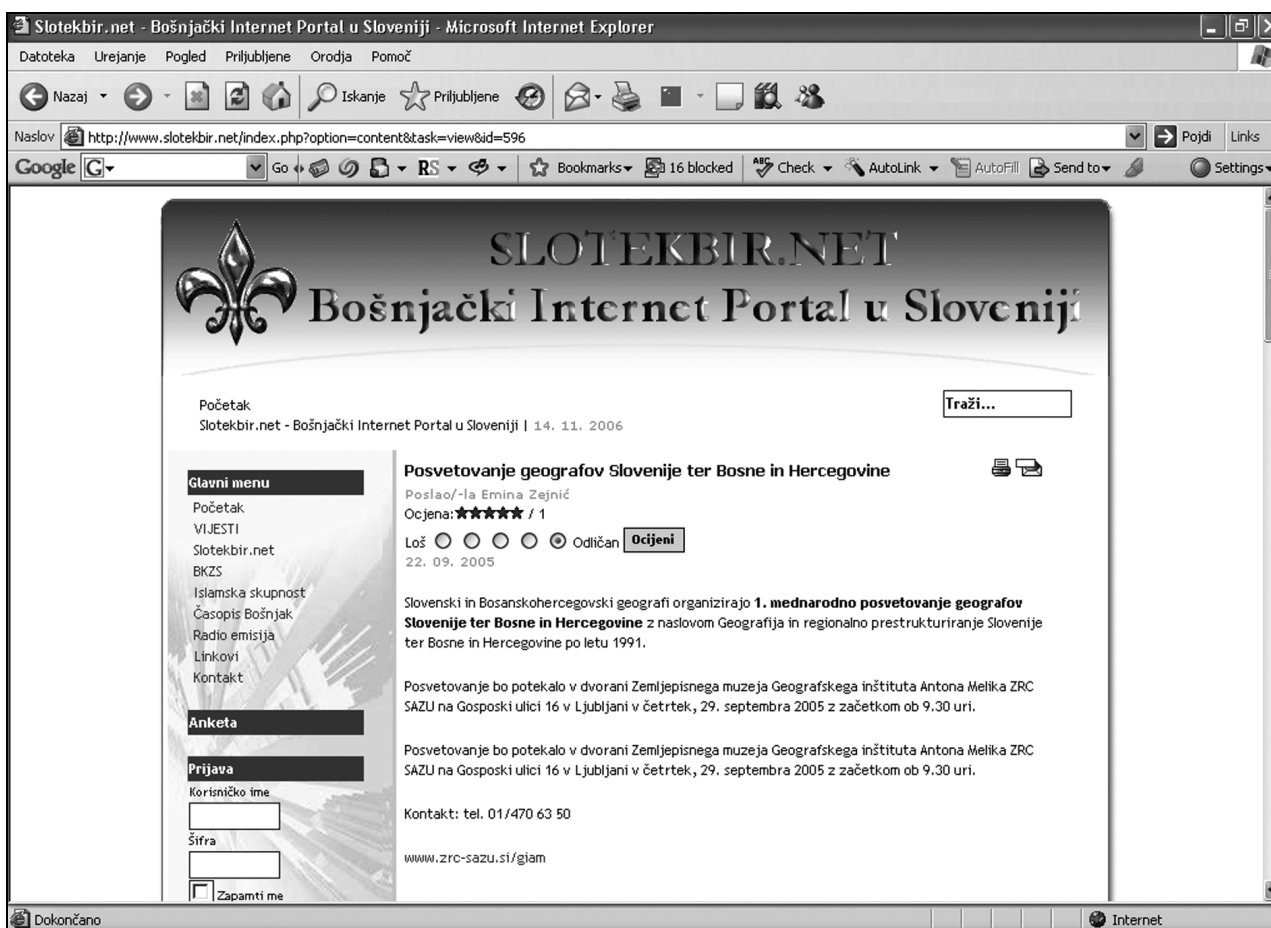 Slotekbir.net - Bošnjački Internet Portal u Sloveniji - Microsoft Internet Explorer
Datoteka Urejanje Pogled Priljubljene Orodja Pomoč
Nazaj Iskanje Priljubljene
Naslov http://www.slotekbir.net/index.php?option=content&task=view&id=596 Pojdi Links
Google G Go RS Bookmarks 16 blocked ABC Check AutoLink AutoFill Send to Settings
SLOTEKBIR.NET
Bošnjački Internet Portal u Sloveniji
Početak
Traži...
Slotekbir.net - Bošnjački Internet Portal u Sloveniji | 14. 11. 2006
Glavni menu
Početak
VIJESTI
Slotekbir.net
BKZS
Islamska skupnost
Časopis Bošnjak
Radio emisija
Linkovi
Kontakt
Anketa
Prijava
Korisničko ime
Šifra
Zapamti me
Posvetovanje geografov Slovenije ter Bosne in Hercegovine
Poslao/-la Emina Zejnić
Ocjena: / 1
Loš Odličan Ocijeni
22. 09. 2005
Slovenski in Bosanskohercegovski geografi organizirajo 1. mednarodno posvetovanje geografov
Slovenije ter Bosne in Hercegovine z naslovom Geografija in regionalno prestrukturiranje Slovenije
ter Bosne in Hercegovine po letu 1991.
Posvetovanje bo potekalo v dvorani Zemljepisnega muzeja Geografskega inštituta Antona Melika ZRC
SAZU na Gosposki ulici 16 v Ljubljani v četrtek, 29. septembra 2005 z začetkom ob 9.30 uri.
Posvetovanje bo potekalo v dvorani Zemljepisnega muzeja Geografskega inštituta Antona Melika ZRC
SAZU na Gosposki ulici 16 v Ljubljani v četrtek, 29. septembra 2005 z začetkom ob 9.30 uri.
Kontakt: tel. 01/470 63 50
www.zrc-sazu.si/giam
Dokončano Internet